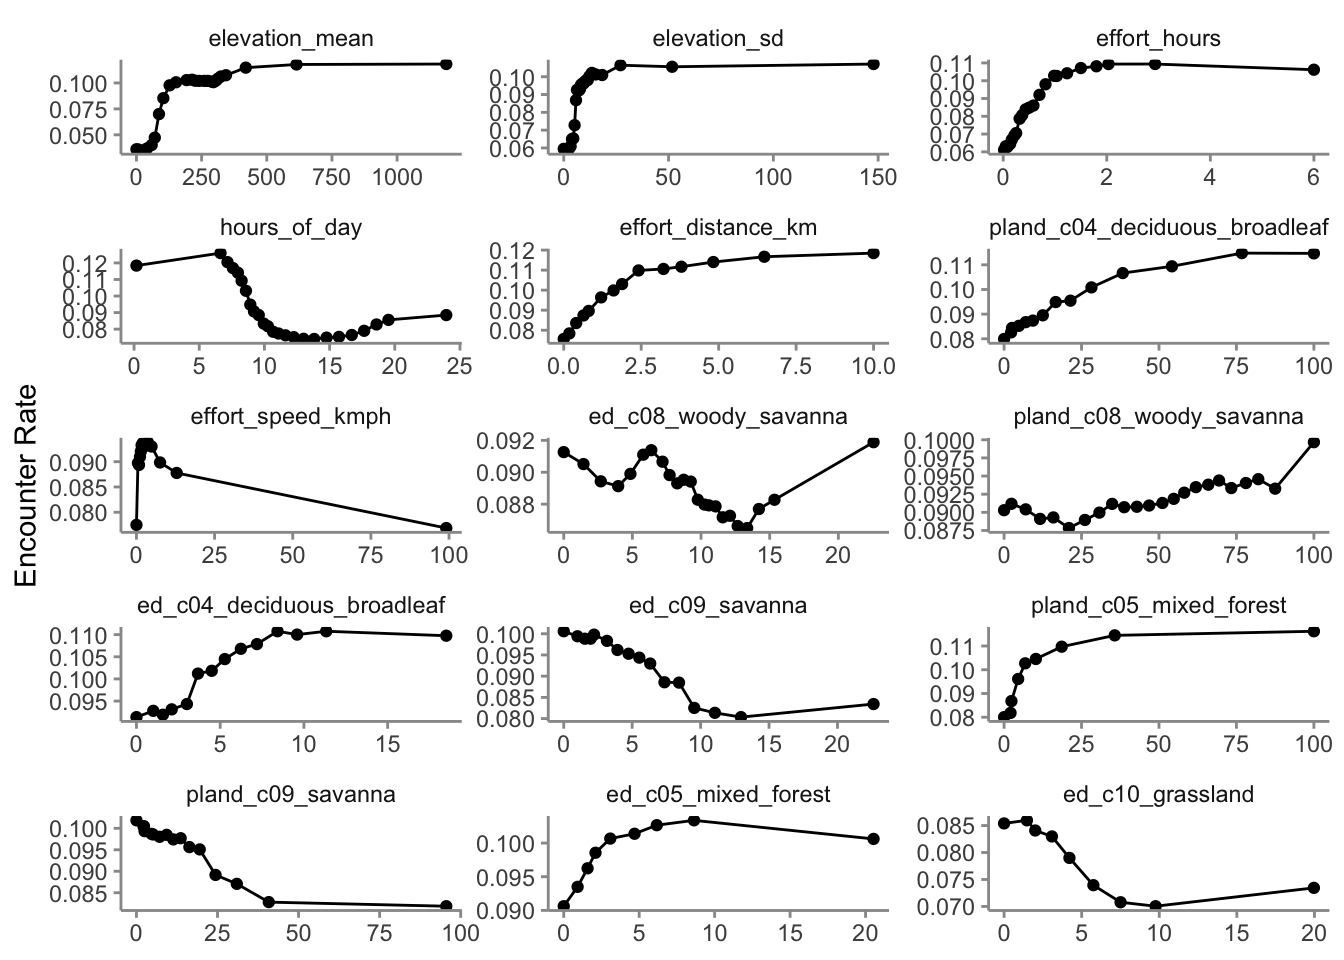 elevation_mean
0.100
0.075
0.050
0 250 500 750 1000
elevation_sd
0.10
0.09
0.08
0.07
0.06
0 50 100 150
effort_hours
0.11
0.10
0.09
0.08
0.07
0.06
0 2 4 6
hours_of_day
0.12
0.11
0.10
0.09
0.08
0 5 10 15 20 25
effort_distance_km
0.12
0.11
0.10
0.09
0.08
0.0 2.5 5.0 7.5 10.0
pland_c04_deciduous_broadleaf
0.11
0.10
0.09
0.08
0 25 50 75 100
Encounter Rate
effort_speed_kmph
0.090
0.085
0.080
0 25 50 75 100
ed_c08_woody_savanna
0.092
0.090
0.088
0 5 10 15 20
pland_c08_woody_savanna
0.1000
0.0975
0.0950
0.0925
0.0900
0.0875
0 25 50 75 100
ed_c04_deciduous_broadleaf
0.110
0.105
0.100
0.095
0 5 10 15
ed_c09_savanna
0.100
0.095
0.090
0.085
0.080
0 5 10 15 20
pland_c05_mixed_forest
0.11
0.10
0.09
0.08
0 25 50 75 100
pland_c09_savanna
0.100
0.095
0.090
0.085
0 25 50 75 100
ed_c05_mixed_forest
0.100
0.095
0.090
0 5 10 15 20
ed_c10_grassland
0.085
0.080
0.075
0.070
0 5 10 15 20